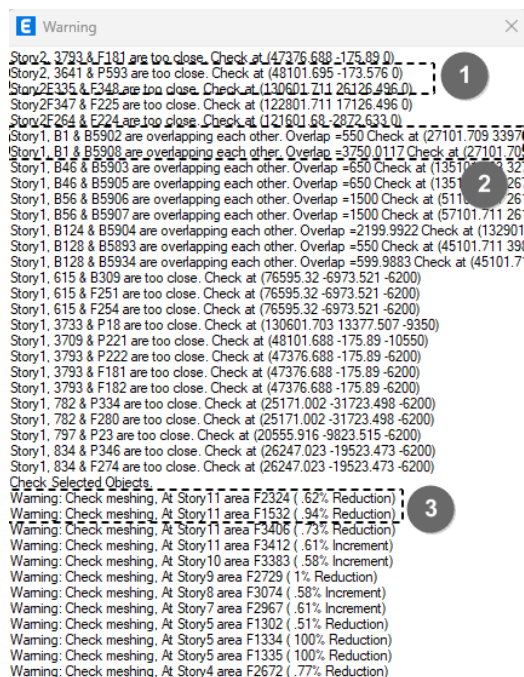 E Warning
Story2, 3793 & F181 are too close. Check at (47376.688 -175.89 0)
Story2, 3641 & P593 are too close. Check at (48101.695 -173.576 0)
1
Story2F335 & F348 are too close. Check at (130601.711 26126.496 0)
Story2F347 & F225 are too close. Check at (122801.711 17126.496 0)
Story2F264 & F224 are too close. Check at (121601.68 -2872.633 0)
Story1, B1 & B5902 are overlapping each other. Overlap =550 Check at (27101.709 33976
Story1, B1 & B5908 are overlapping each other. Overlap =3750.0117 Check at (27101.705
Story1, B46 & B5903 are overlapping each other. Overlap =650 Check at (13510 327
Story1, B46 & B5905 are overlapping each other. Overlap =650 Check at (1351 267
2
Story1, B56 & B5906 are overlapping each other. Overlap =1500 Check at (5110 261
Story1, B56 & B5907 are overlapping each other. Overlap =1500 Check at (57101.711 261
Story1, B124 & B5904 are overlapping each other. Overlap =2199.9922 Check at (132901
Story1, B128 & B5893 are overlapping each other. Overlap =550 Check at (45101.711 398
Story1, B128 & B5934 are overlapping each other. Overlap =599.9883 Check at (45101.71
Story1, 615 & B309 are too close. Check at (76595.32 -6973.521 -6200)
Story1, 615 & F251 are too close. Check at (76595.32 -6973.521 -6200)
Story1, 615 & F254 are too close. Check at (76595.32 -6973.521 -6200)
Story1, 3733 & P18 are too close. Check at (130601.703 13377.507 -9350)
Story1, 3709 & P221 are too close. Check at (48101.688 -175.89 -10550)
Story1, 3793 & P222 are too close. Check at (47376.688 -175.89 -6200)
Story1, 3793 & F181 are too close. Check at (47376.688 -175.89 -6200)
Story1, 3793 & F182 are too close. Check at (47376.688 -175.89 -6200)
Story1, 782 & P334 are too close. Check at (25171.002 -31723.498 -6200)
Story1, 782 & F280 are too close. Check at (25171.002 -31723.498 -6200)
Story1, 797 & P23 are too close. Check at (20555.916 -9823.515 -6200)
Story1, 834 & P346 are too close. Check at (26247.023 -19523.473 -6200)
Story1, 834 & F274 are too close. Check at (26247.023 -19523.473 -6200)
Check Selected Objects.
Warning: Check meshing, At Story11 area F2324 ( .62% Reduction)
Warning: Check meshing, At Story11 area F1532 ( .94% Reduction)
3
Warning: Check meshing, At Story11 area F3406 ( .73% Reduction)
Warning: Check meshing, At Story11 area F3412 ( .61% Increment)
Warning: Check meshing, At Story10 area F3383 ( .58% Increment)
Warning: Check meshing, At Story9 area F2729 ( 1% Reduction)
Warning: Check meshing, At Story8 area F3074 ( .58% Increment)
Warning: Check meshing, At Story7 area F2967 ( .61% Increment)
Warning: Check meshing, At Story5 area F1302 ( .51% Reduction)
Warning: Check meshing, At Story5 area F1334 ( 100% Reduction)
Warning: Check meshing, At Story5 area F1335 ( 100% Reduction)
Warning: Check meshing, At Story4 area F2672 ( .77% Reduction)